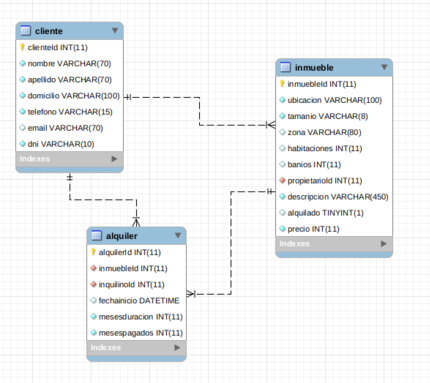 cliente
clienteId INT(11)
nombre VARCHAR(70)
apellido VARCHAR(70)
domicilio VARCHAR(100)
telefono VARCHAR(15)
email VARCHAR(70)
dni VARCHAR(10)
Indexes
inmueble
inmuebleId INT(11)
ubicacion VARCHAR(100)
tamanio VARCHAR(8)
zona VARCHAR(80)
habitaciones INT(11)
banios INT(11)
propietarioId INT(11)
descripcion VARCHAR(450)
alquilado TINYINT(1)
precio INT(11)
Indexes
alquiler
alquilerId INT(11)
inmuebleId INT(11)
inquilinoId INT(11)
fechainicio DATETIME
mesesduracion INT(11)
mesespagados INT(11)
Indexes